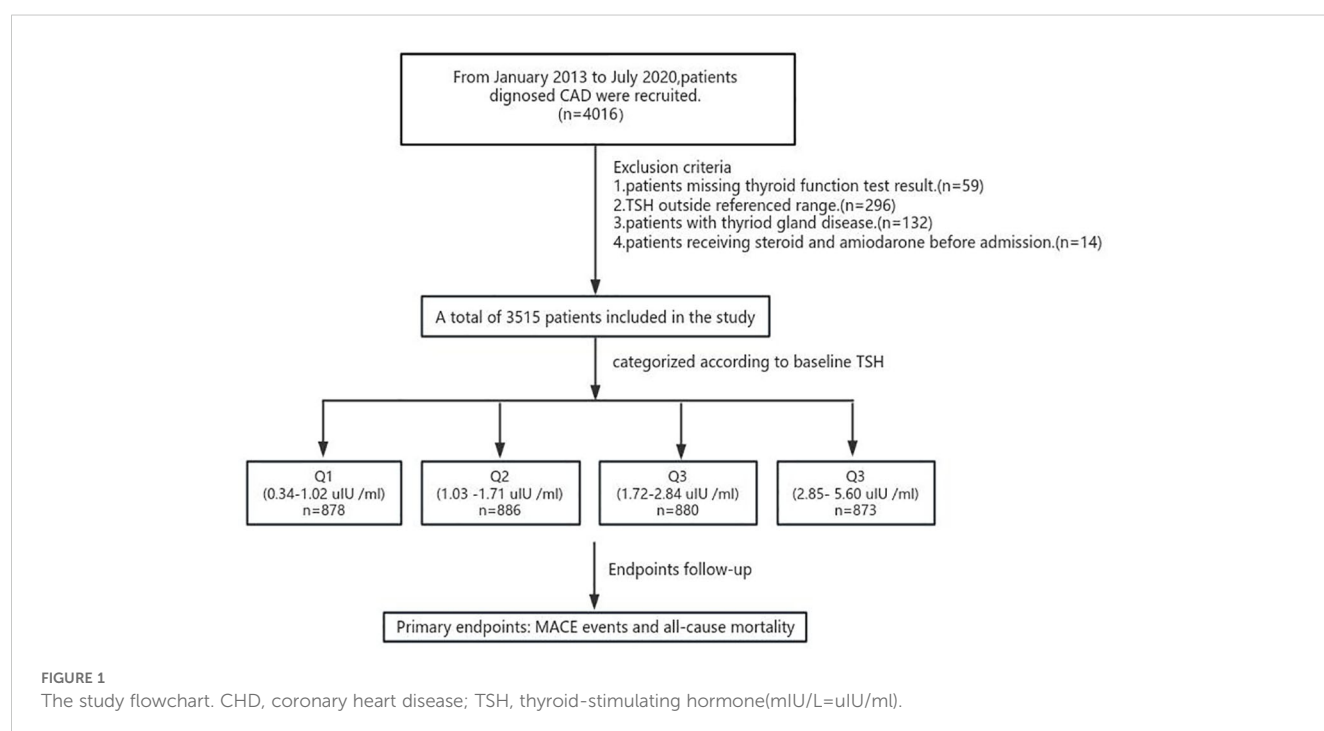 From January 2013 to July 2020,patients
dignosed CAD were recruited.
(n=4016)
Exclusion criteria
1.patients missing thyroid function test result.(n=59)
2.TSH outside referenced range.(n=296)
3.patients with thyriod gland disease.(n=132)
4.patients receiving steroid and amiodarone before admission.(n=14)
A total of 3515 patients included in the study
categorized according to baseline TSH
Q1
(0.34-1.02 uIU /ml)
n=878
Q2
(1.03 -1.71 uIU /ml)
n=886
Q3
(1.72-2.84 uIU /ml)
n=880
Q3
(2.85- 5.60 uIU /ml)
n=873
Endpoints follow-up
Primary endpoints: MACE events and all-cause mortality
FIGURE 1
The study flowchart. CHD, coronary heart disease; TSH, thyroid-stimulating hormone(mIU/L=uIU/ml).